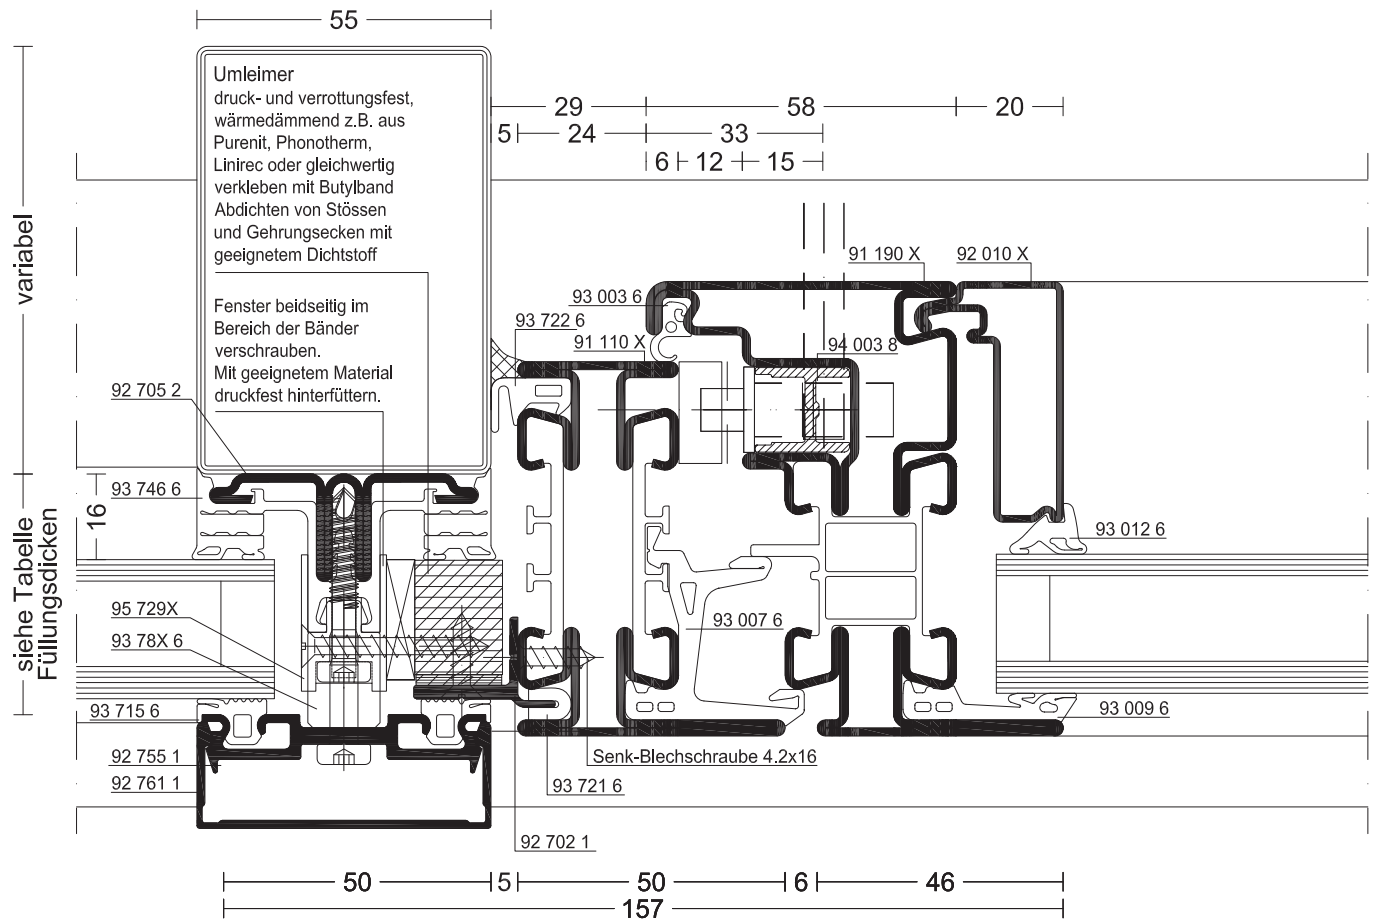 55
Umleimer
druck- und verrottungsfest,
wärmedämmend z.B. aus
Purenit, Phonotherm,
Linirec oder gleichwertig
verkleben mit Butylband
Abdichten von Stössen
und Gehrungsecken mit
geeignetem Dichtstoff
Fenster beidseitig im
Bereich der Bänder
verschrauben.
Mit geeignetem Material
druckfest hinterfüttern.
29 58 20
5 24 33
6 12 15
variabel
siehe Tabelle
Füllungsdicken
16
91 190 X 92 010 X
93 003 6
93 722 6
91 110 X 94 003 8
92 705 2
93 746 6
93 012 6
95 729X
93 78X 6
93 007 6
93 715 6
93 009 6
92 755 1
Senk-Blechschraube 4.2x16
92 761 1
93 721 6
92 702 1
50 5 50 6 46
157